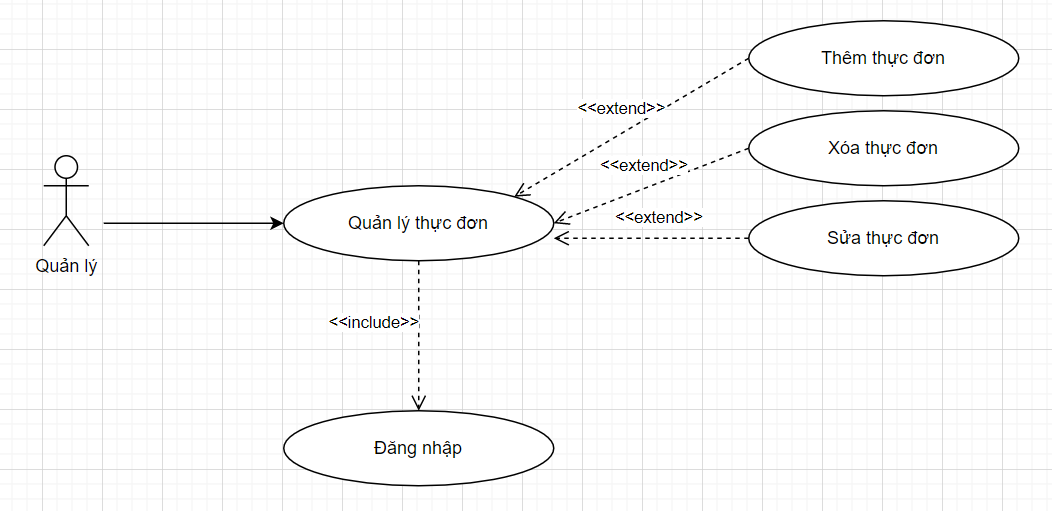 Thêm thực đơn
<<extend>>
Xóa thực đơn
<<extend>>
<<extend>>
Quản lý thực đơn
Sửa thực đơn
Quản lý
<<include>>
Đăng nhập